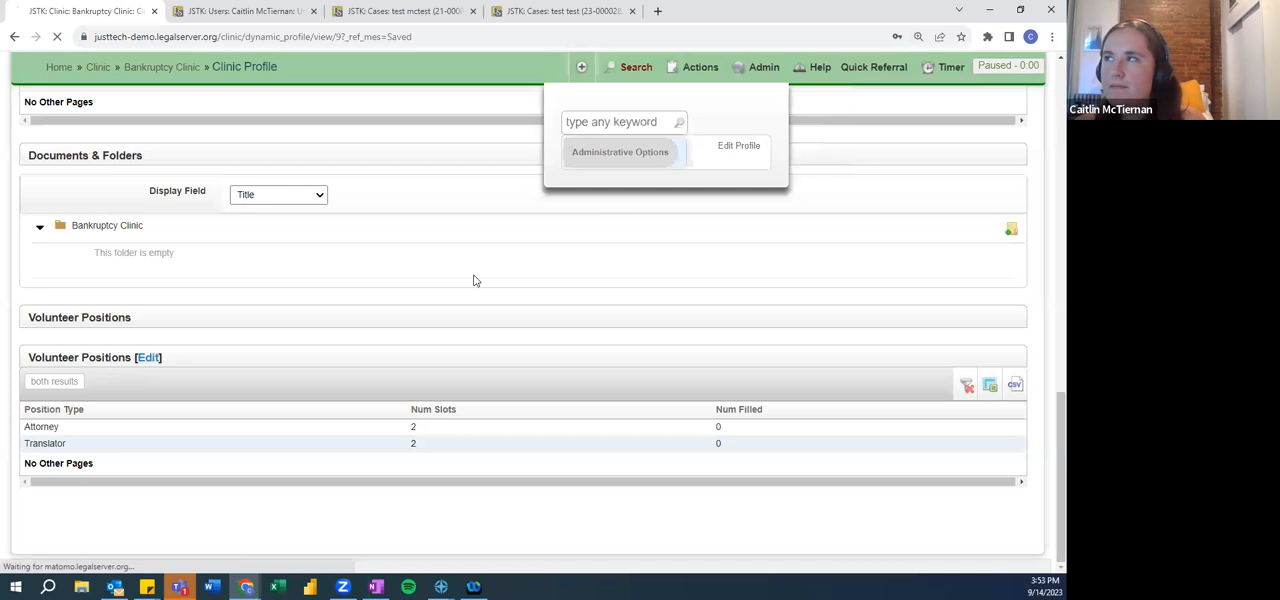 JSTK: Clinic: Bankruptcy Clinic: Cl
JSTK: Users: Caitlin McTiernan: U
JSTK: Cases: test mctest (21-000
JSTK: Cases: test test (23-000028
justtech-demo.legalserver.org/clinic/dynamic_profile/view/9?_ref_mes=Saved
C
Home » Clinic » Bankruptcy Clinic » Clinic Profile
Search
Actions
Admin
Help
Quick Referral
Timer
Paused - 0:00
Caitlin McTiernan
No Other Pages
type any keyword
Administrative Options
Edit Profile
Documents & Folders
Display Field
Title
Bankruptcy Clinic
This folder is empty
Volunteer Positions
Volunteer Positions [Edit]
both results
CSV
Position Type Num Slots Num Filled
Attorney 2 0
Translator 2 0
No Other Pages
Waiting for matomo.legalserver.org...
3:53 PM
9/14/2023